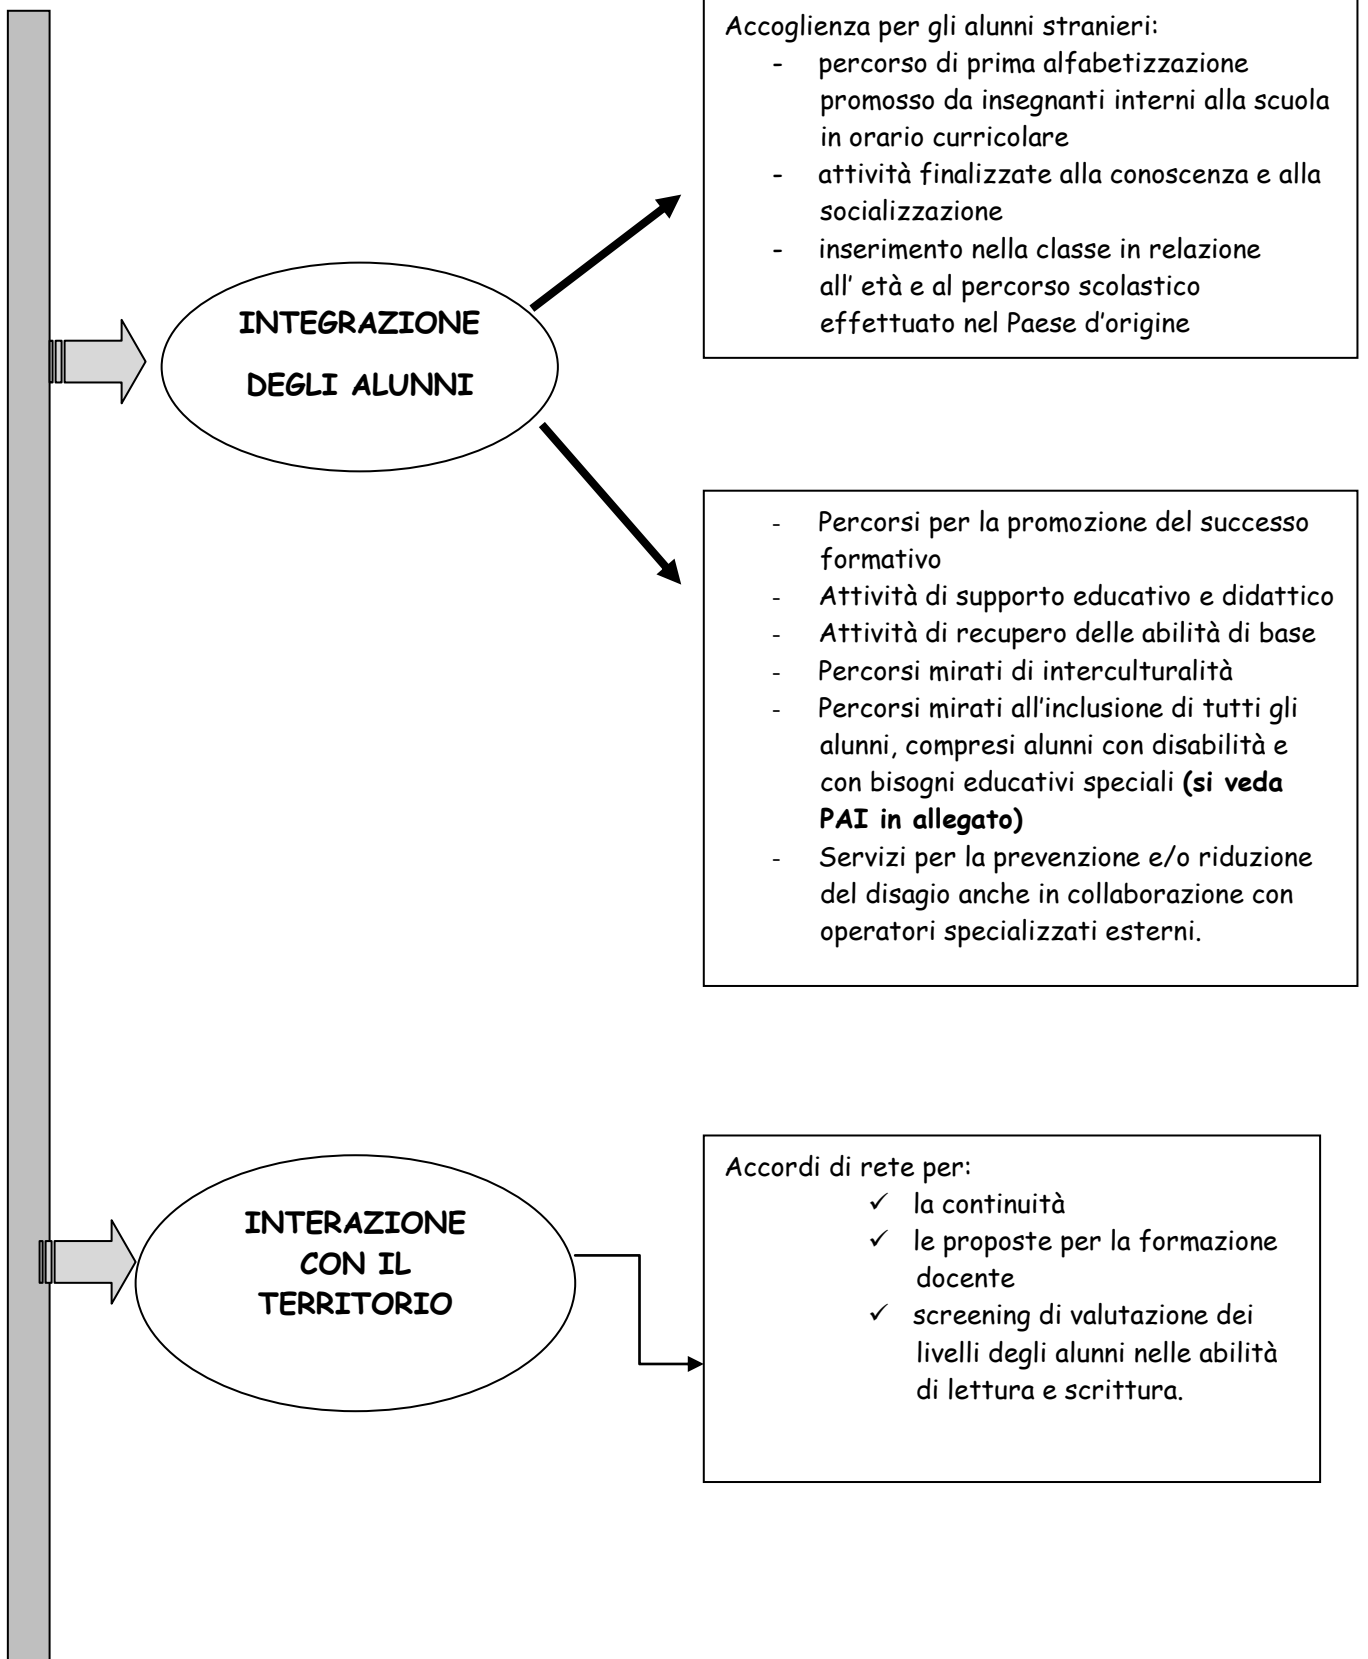 Accoglienza per gli alunni stranieri:
- percorso di prima alfabetizzazione
promosso da insegnanti interni alla scuola
in orario curricolare
- attività finalizzate alla conoscenza e alla
socializzazione
- inserimento nella classe in relazione
all' età e al percorso scolastico
effettuato nel Paese d'origine
INTEGRAZIONE
DEGLI ALUNNI
- Percorsi per la promozione del successo
formativo
- Attività di supporto educativo e didattico
- Attività di recupero delle abilità di base
- Percorsi mirati di interculturalità
- Percorsi mirati all'inclusione di tutti gli
alunni, compresi alunni con disabilità e
con bisogni educativi speciali (si veda
PAI in allegato)
- Servizi per la prevenzione e/o riduzione
del disagio anche in collaborazione con
operatori specializzati esterni.
INTERAZIONE
CON IL
TERRITORIO
Accordi di rete per:
✓ la continuità
✓ le proposte per la formazione
docente
✓ screening di valutazione dei
livelli degli alunni nelle abilità
di lettura e scrittura.